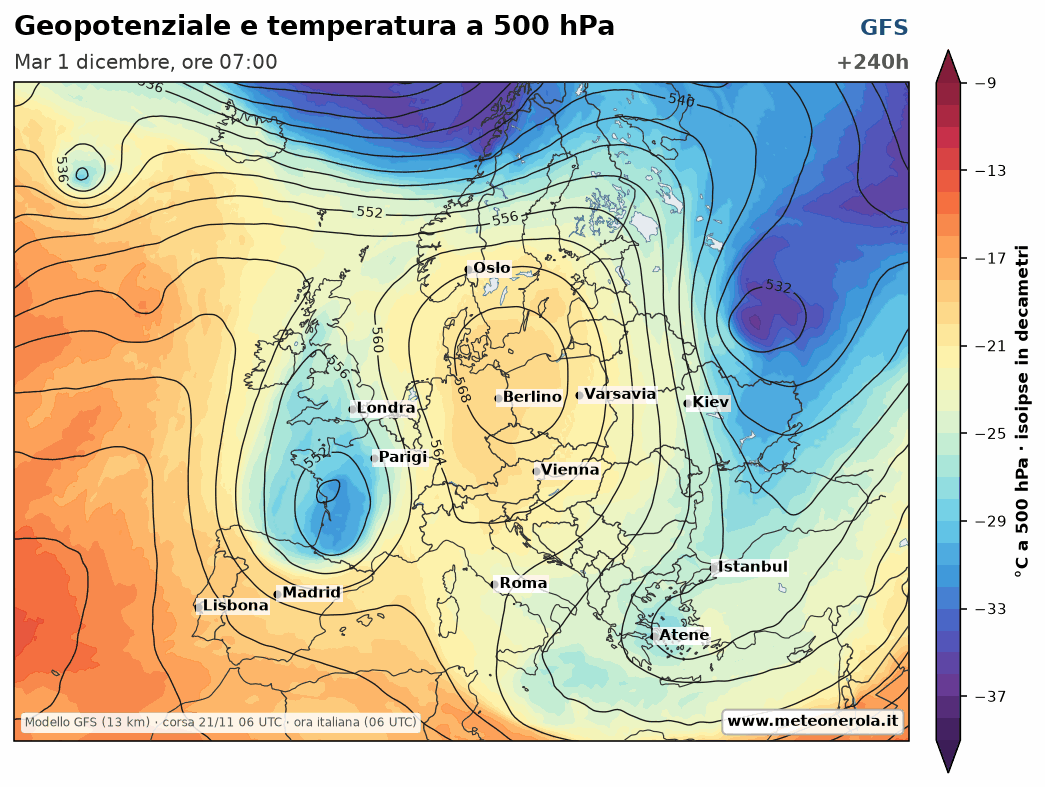 Geopotenziale e temperatura a 500 hPa
GFS
Mar 1 dicembre, ore 07:00
+240h
536
540
536
552
556
532
560
556
568
564
552
Oslo
Berlino
Varsavia
Kiev
Londra
Parigi
Vienna
Istanbul
Roma
Madrid
Lisbona
Atene
−9
−13
−17
−21
−25
−29
−33
−37
°C a 500 hPa · isoipse in decametri
Modello GFS (13 km) · corsa 21/11 06 UTC · ora italiana (06 UTC)
www.meteonerola.it